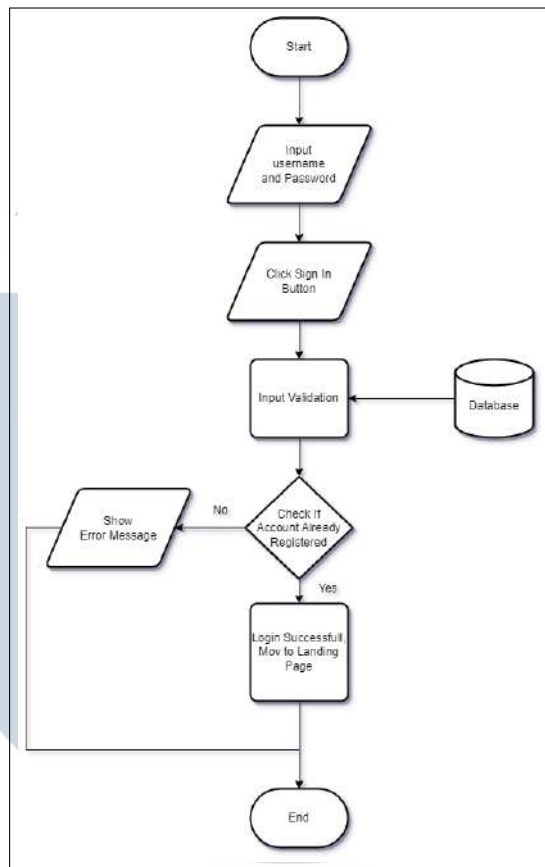 Start
Input
username
and Password
Click Sign In
Button
Input Validation
Database
Check If
Account Already
Registered
No
Show
Error Message
Yes
Login Successfull,
Mov to Landing
Page
End